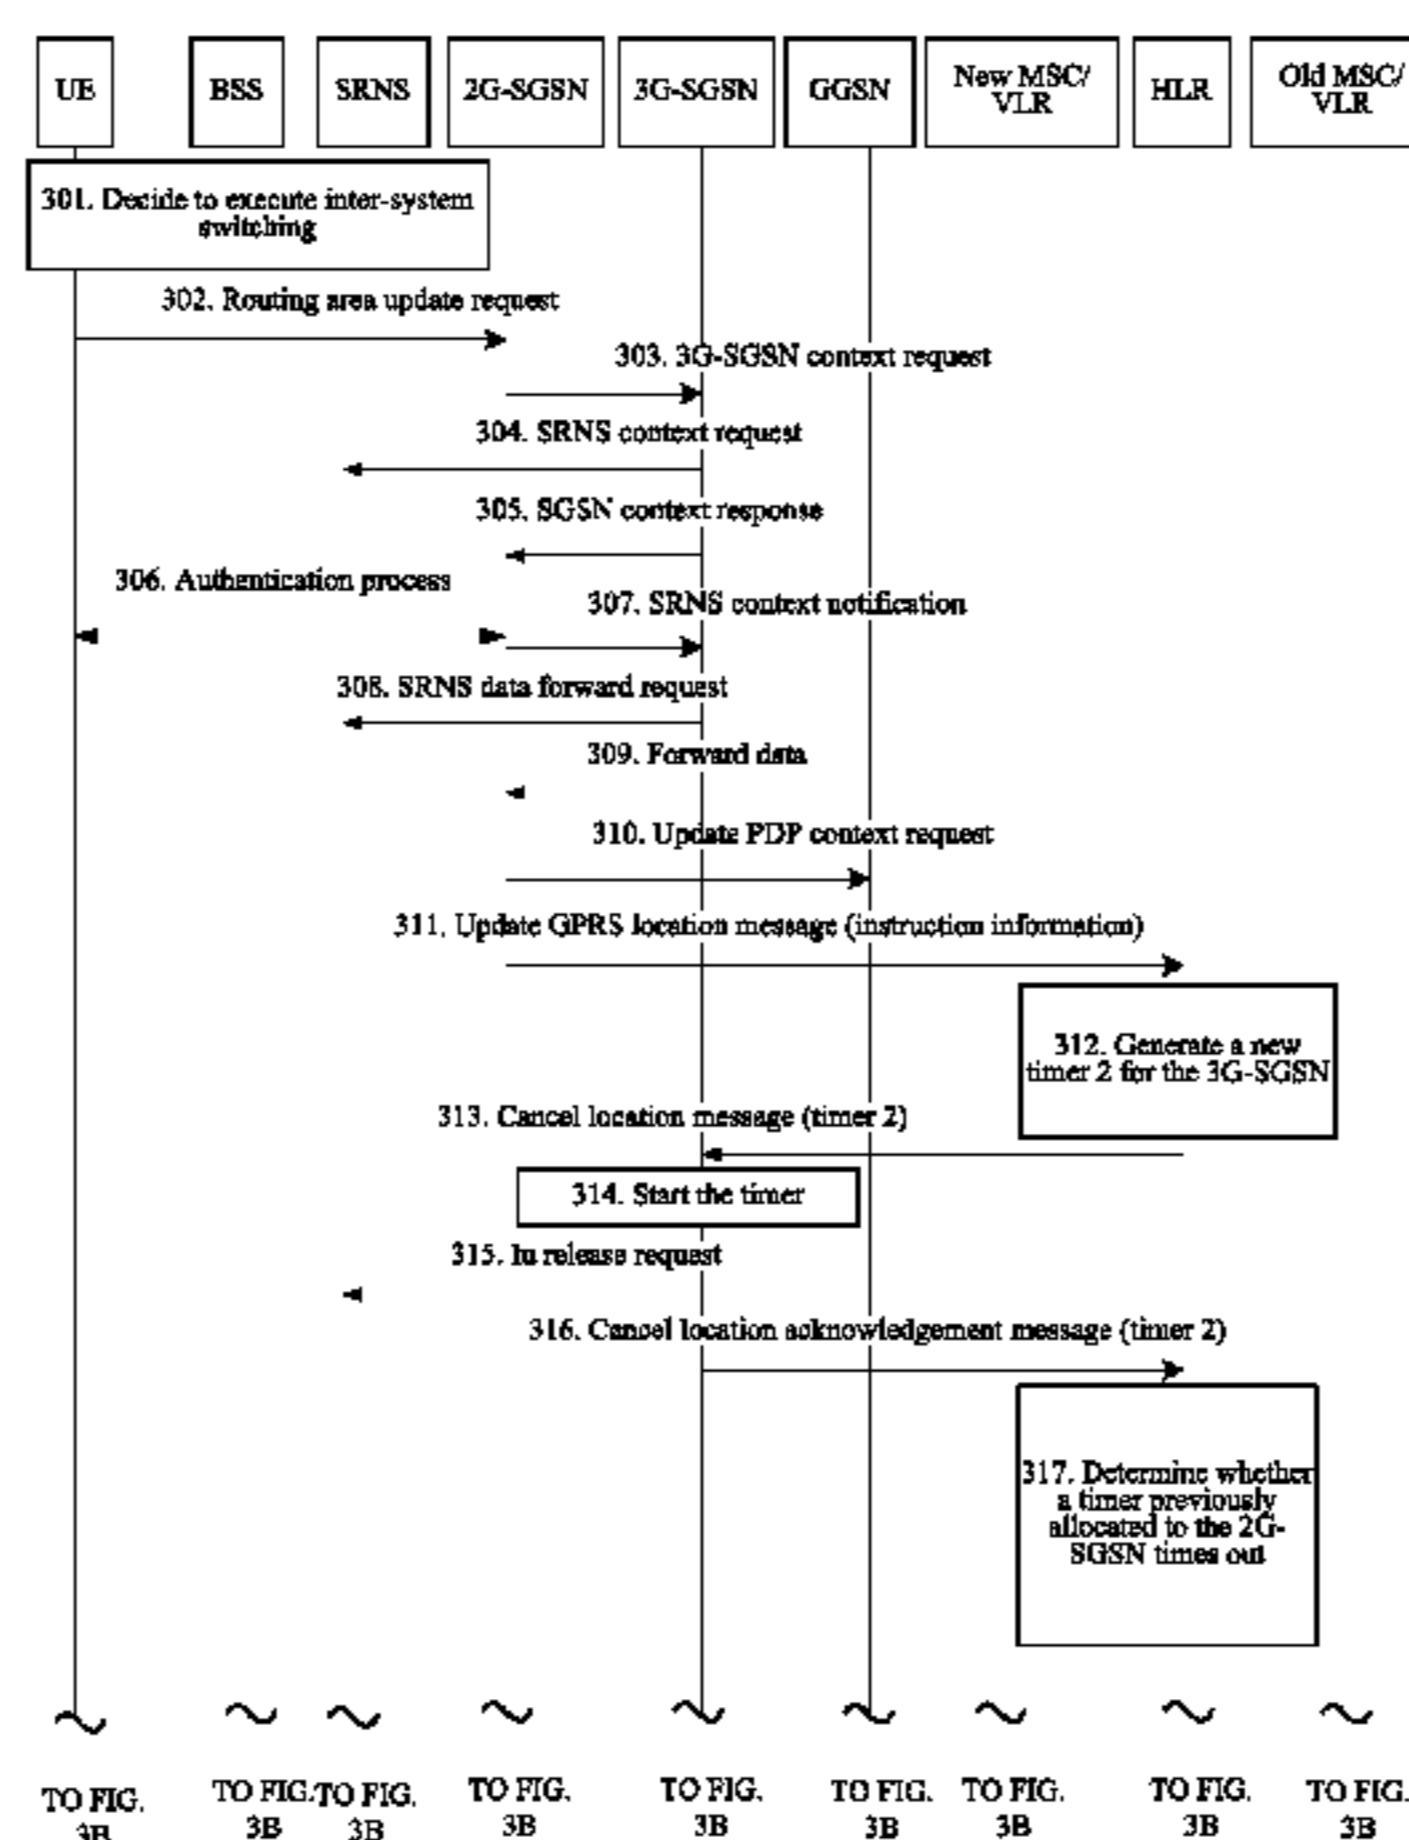 UE
BSS
SRNS
2G-SGSN
3G-SGSN
GGSN
New MSC/
VLR
HLR
Old MSC/
VLR
301. Decide to execute inter-system
switching
302. Routing area update request
303. 3G-SGSN context request
304. SRNS context request
305. SGSN context response
306. Authentication process
307. SRNS context notification
308. SRNS data forward request
309. Forward data
310. Update PDP context request
311. Update GPRS location message (instruction information)
312. Generate a new
timer 2 for the 3G-SGSN
313. Cancel location message (timer 2)
314. Start the timer
315. Iu release request
316. Cancel location acknowledgement message (timer 2)
317. Determine whether
a timer previously
allocated to the 2G-
SGSN times out
TO FIG.
3B
TO FIG.
3B
TO FIG.
3B
TO FIG.
3B
TO FIG.
3B
TO FIG.
3B
TO FIG.
3B
TO FIG.
3B
TO FIG.
3B